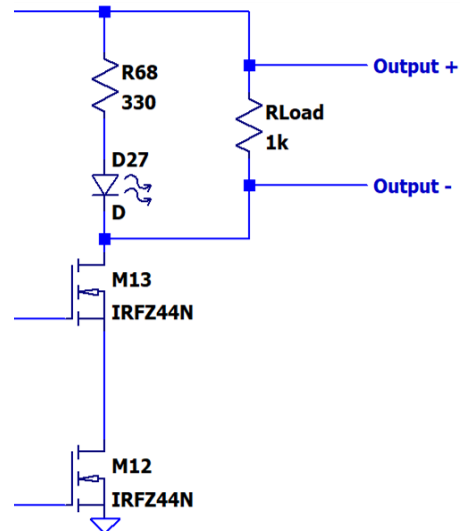 R68
330
Output +
RLoad
1k
D27
D
Output -
M13
IRFZ44N
M12
IRFZ44N